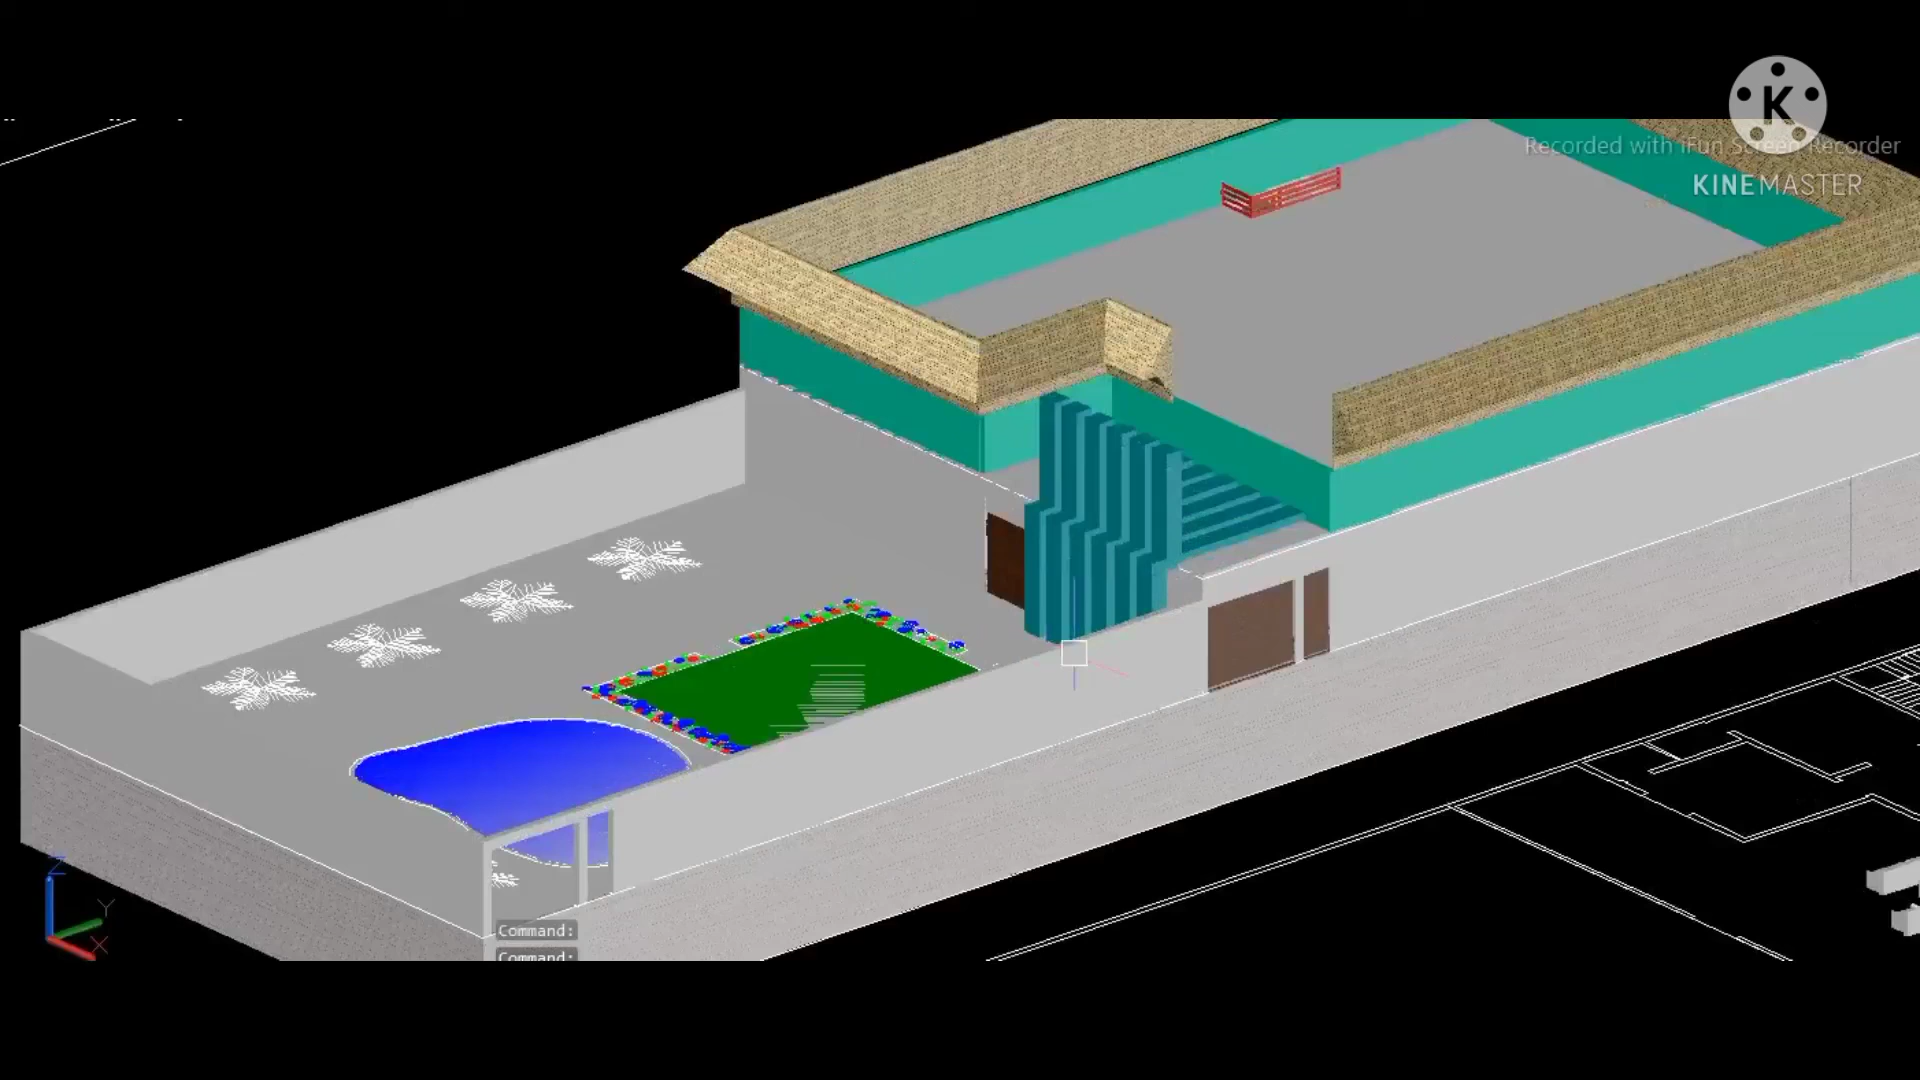 K
Recorded with iFun Screen Recorder
KINEMASTER
Z
Y
X
Command:
Command: